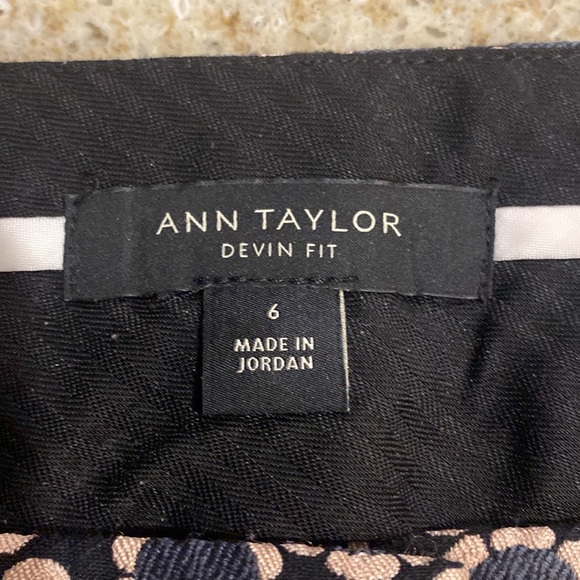 ANN TAYLOR
DEVIN FIT
6
MADE IN
JORDAN